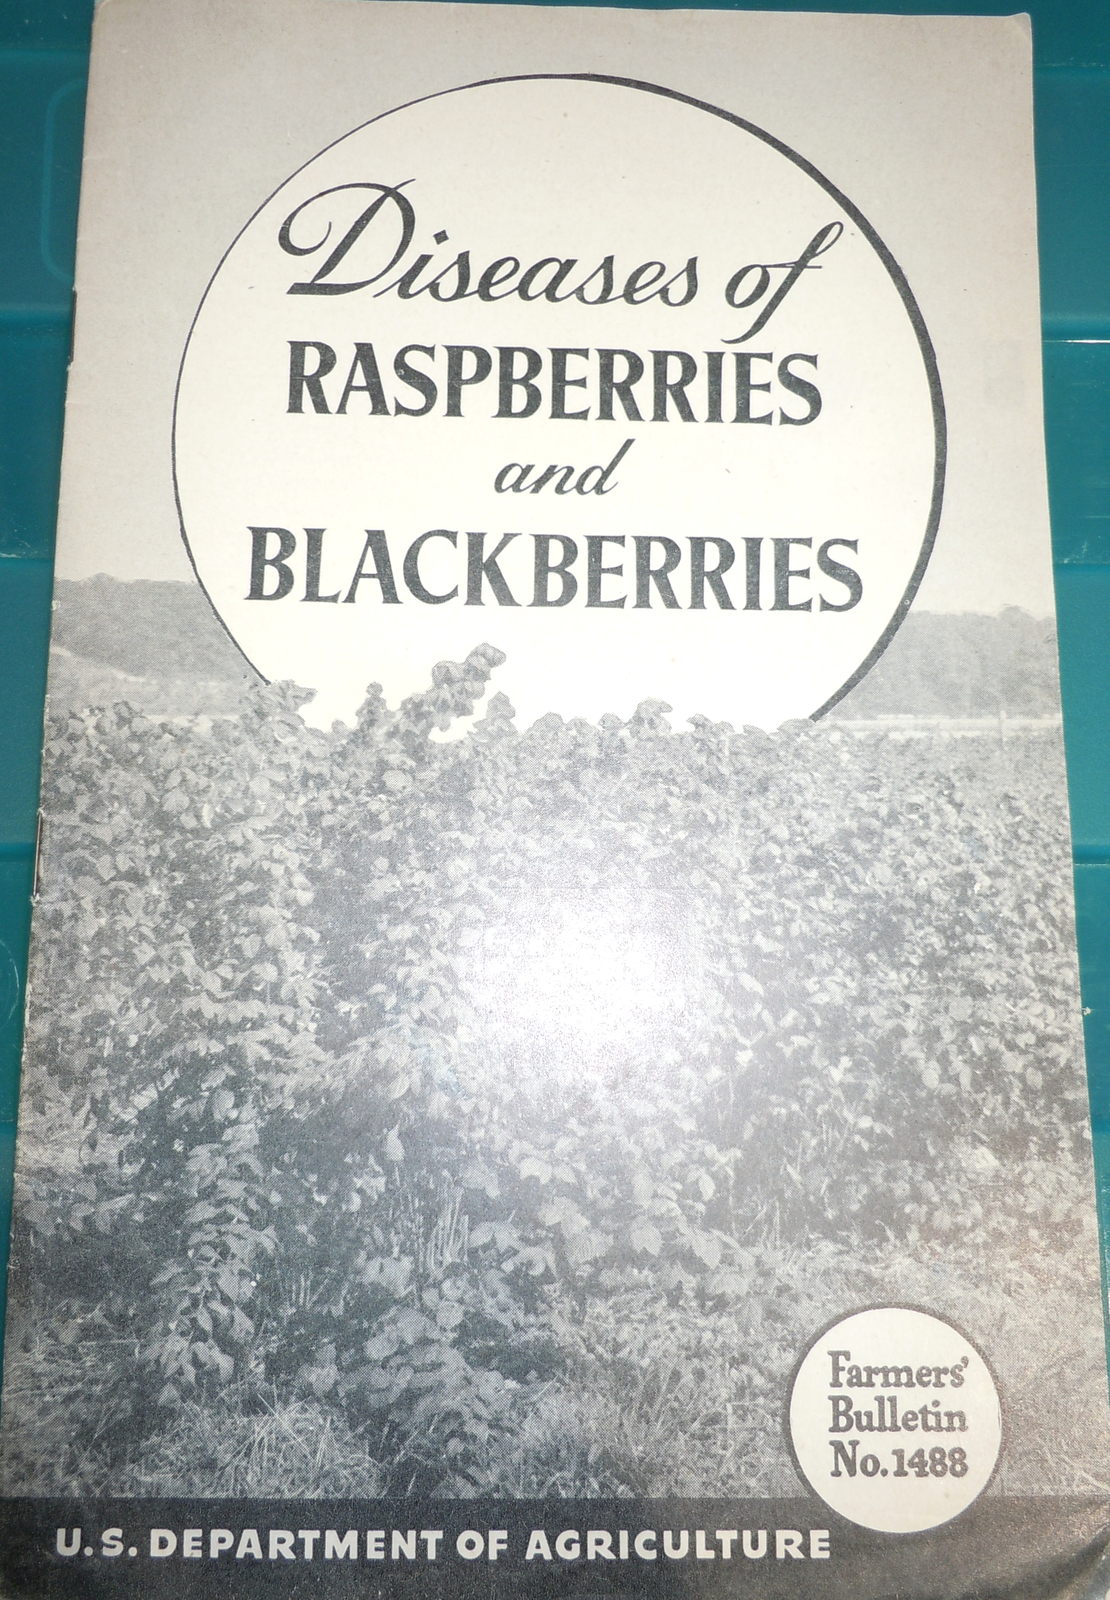 Diseases of
RASPBERRIES
and
BLACKBERRIES
Farmers'
Bulletin
No. 1488
U.S. DEPARTMENT OF AGRICULTURE